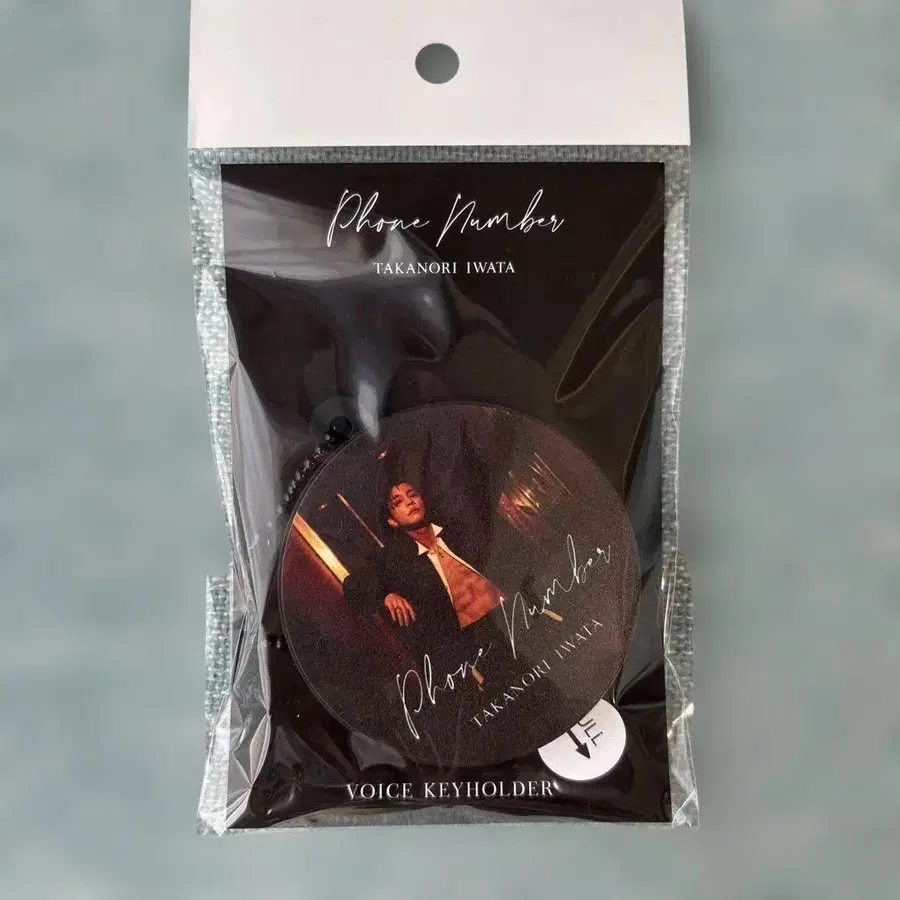 Phone Number
TAKANORI IWATA
Phone Number
TAKANORI IWATA
VOICE KEYHOLDER